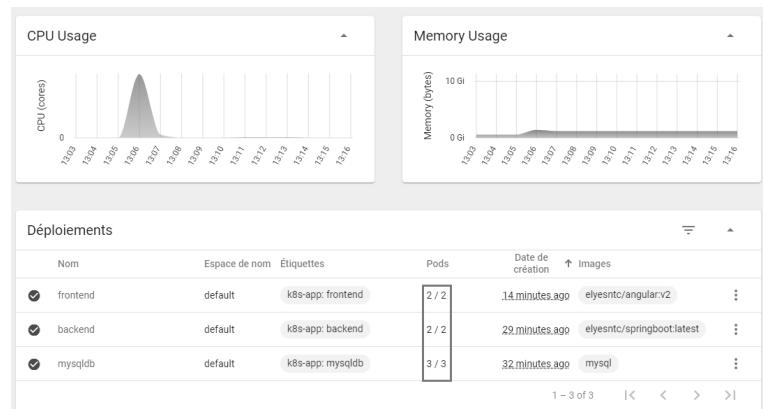 CPU Usage
CPU (cores)
0
13:03 13:04 13:05 13:06 13:07 13:08 13:09 13:10 13:11 13:12 13:13 13:14 13:15 13:16
Memory Usage
Memory (bytes)
10 Gi
0 Gi
13:03 13:04 13:05 13:06 13:07 13:08 13:09 13:10 13:11 13:12 13:13 13:14 13:15 13:16
Déploiements
Nom Espace de nom Étiquettes Pods Date de création Images
frontend default k8s-app: frontend 2 / 2 14 minutes ago elyesntc/angular:v2
backend default k8s-app: backend 2 / 2 29 minutes ago elyesntc/springboot:latest
mysqldb default k8s-app: mysqldb 3 / 3 32 minutes ago mysql
1 – 3 of 3